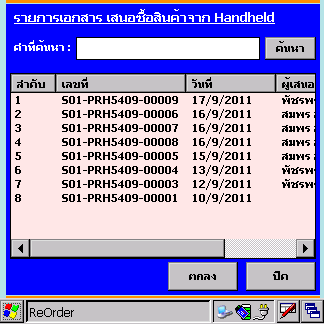 รายการเอกสาร เสนอซื้อสินค้าจาก Handheld
คำที่ค้นหา : ค้นหา
ลำดับ เลขที่ วันที่ ผู้เสนอ
1 S01-PRH5409-00009 17/9/2011 พัชรพ
2 S01-PRH5409-00006 16/9/2011 สมพร
3 S01-PRH5409-00007 16/9/2011 สมพร
4 S01-PRH5409-00008 16/9/2011 สมพร
5 S01-PRH5409-00005 15/9/2011 สมพร
6 S01-PRH5409-00004 13/9/2011 พัชรพ
7 S01-PRH5409-00003 12/9/2011 พัชรพ
8 S01-PRH5409-00001 10/9/2011
ตกลง ปิด
ReOrder